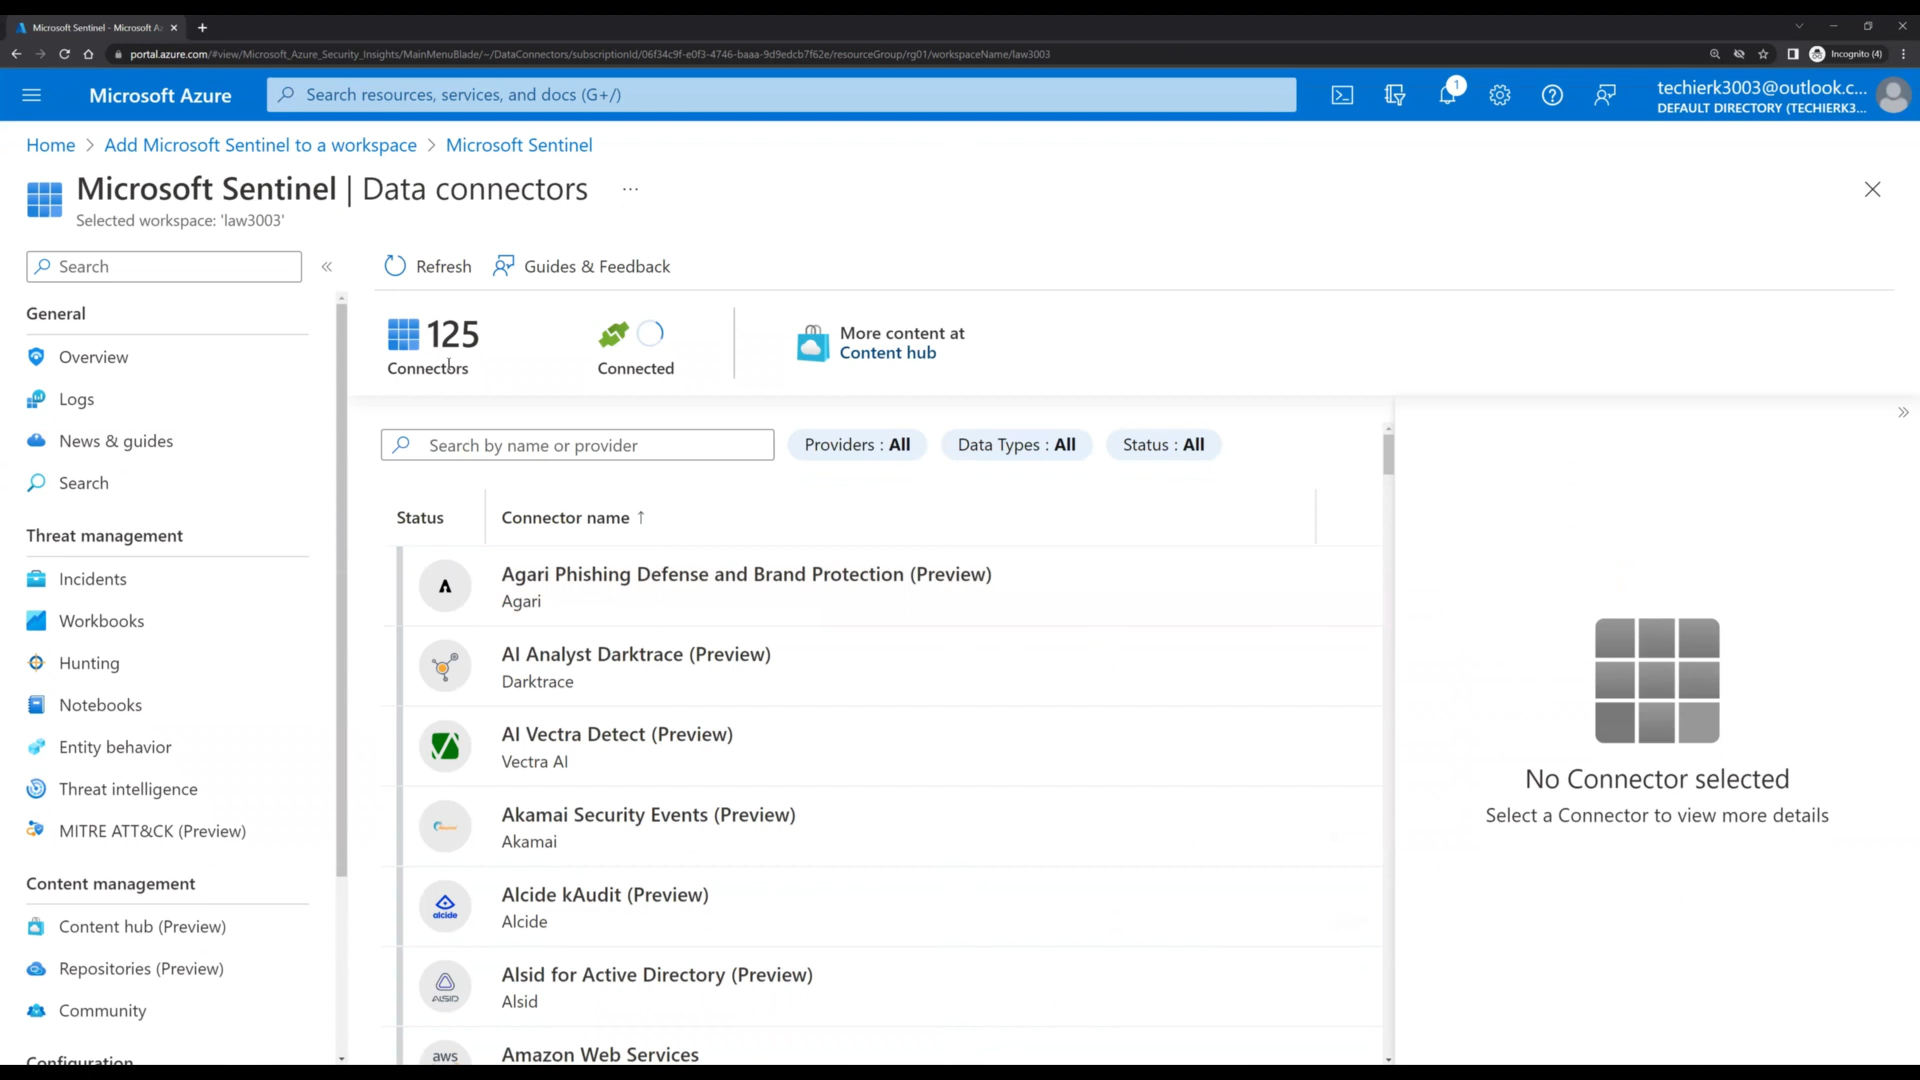 Microsoft Sentinel - Microsoft Az
portal.azure.com/#view/Microsoft_Azure_Security_Insights/MainMenuBlade/~/DataConnectors/subscriptionId/06f34c9f-e0f3-4746-baaa-9d9edcb7f62e/resourceGroup/rg01/workspaceName/law3003
Incognito (4)
Microsoft Azure
Search resources, services, and docs (G+/)
1
techierk3003@outlook.c...
DEFAULT DIRECTORY (TECHIERK3...
Home > Add Microsoft Sentinel to a workspace > Microsoft Sentinel
Microsoft Sentinel | Data connectors ...
Selected workspace: 'law3003'
Search
«
Refresh
Guides & Feedback
General
Overview
Logs
News & guides
Search
Threat management
Incidents
Workbooks
Hunting
Notebooks
Entity behavior
Threat intelligence
MITRE ATT&CK (Preview)
Content management
Content hub (Preview)
Repositories (Preview)
Community
Configuration
125
Connectors
Connected
More content at
Content hub
»
Search by name or provider
Providers : All
Data Types : All
Status : All
Status
Connector name ↑
Agari Phishing Defense and Brand Protection (Preview)
Agari
AI Analyst Darktrace (Preview)
Darktrace
AI Vectra Detect (Preview)
Vectra AI
Akamai Security Events (Preview)
Akamai
alcide
Alcide kAudit (Preview)
Alcide
ALSID
Alsid for Active Directory (Preview)
Alsid
aws
Amazon Web Services
No Connector selected
Select a Connector to view more details